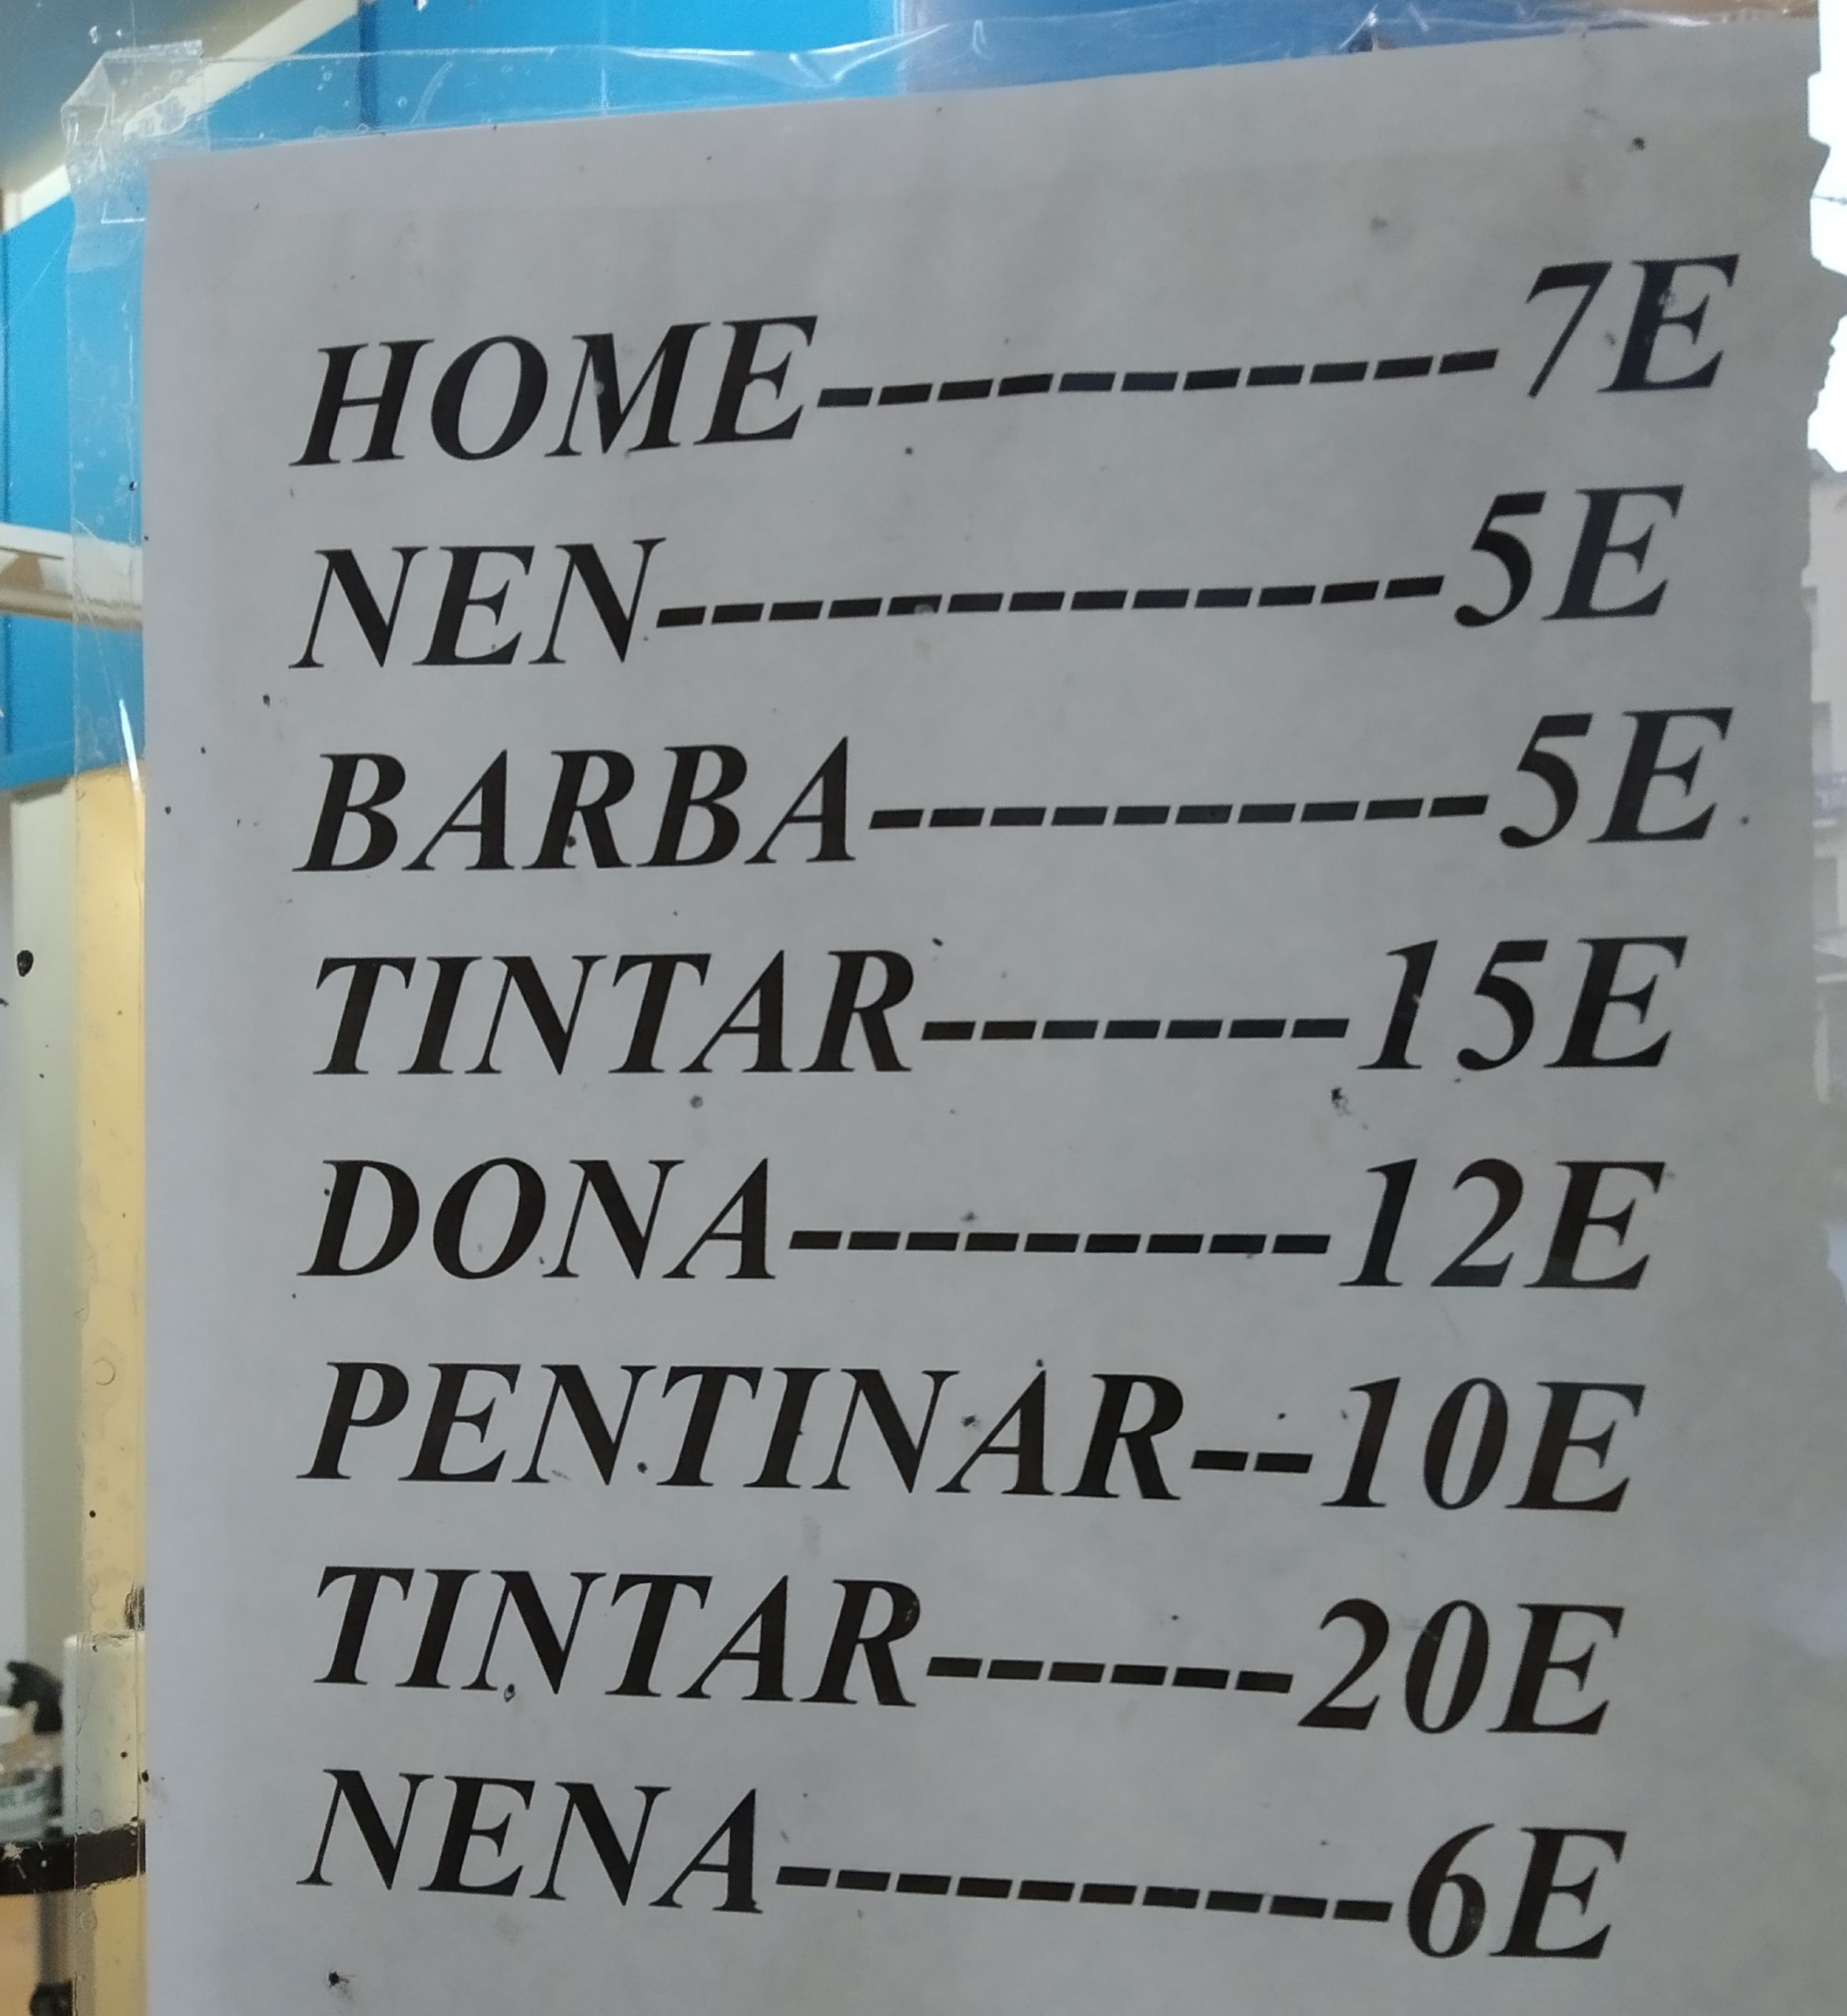 HOME-----------7E
NEN-------------5E
BARBA----------5E
TINTAR-------15E
DONA---------12E
PENTINAR--10E
TINTAR------20E
NENA----------6E